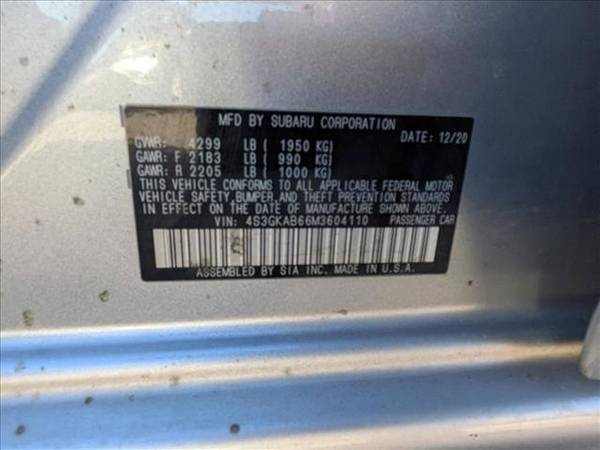 MFD BY SUBARU CORPORATION
GVWR: 4299 LB ( 1950 KG) DATE: 12/20
GAWR: F 2183 LB ( 990 KG)
GAWR: R 2205 LB ( 1000 KG)
THIS VEHICLE CONFORMS TO ALL APPLICABLE FEDERAL MOTOR
VEHICLE SAFETY, BUMPER, AND THEFT PREVENTION STANDARDS
IN EFFECT ON THE DATE OF MANUFACTURE SHOWN ABOVE.
VIN: 4S3GKAB66M3604110 PASSENGER CAR
ASSEMBLED BY SIA INC. MADE IN U.S.A.